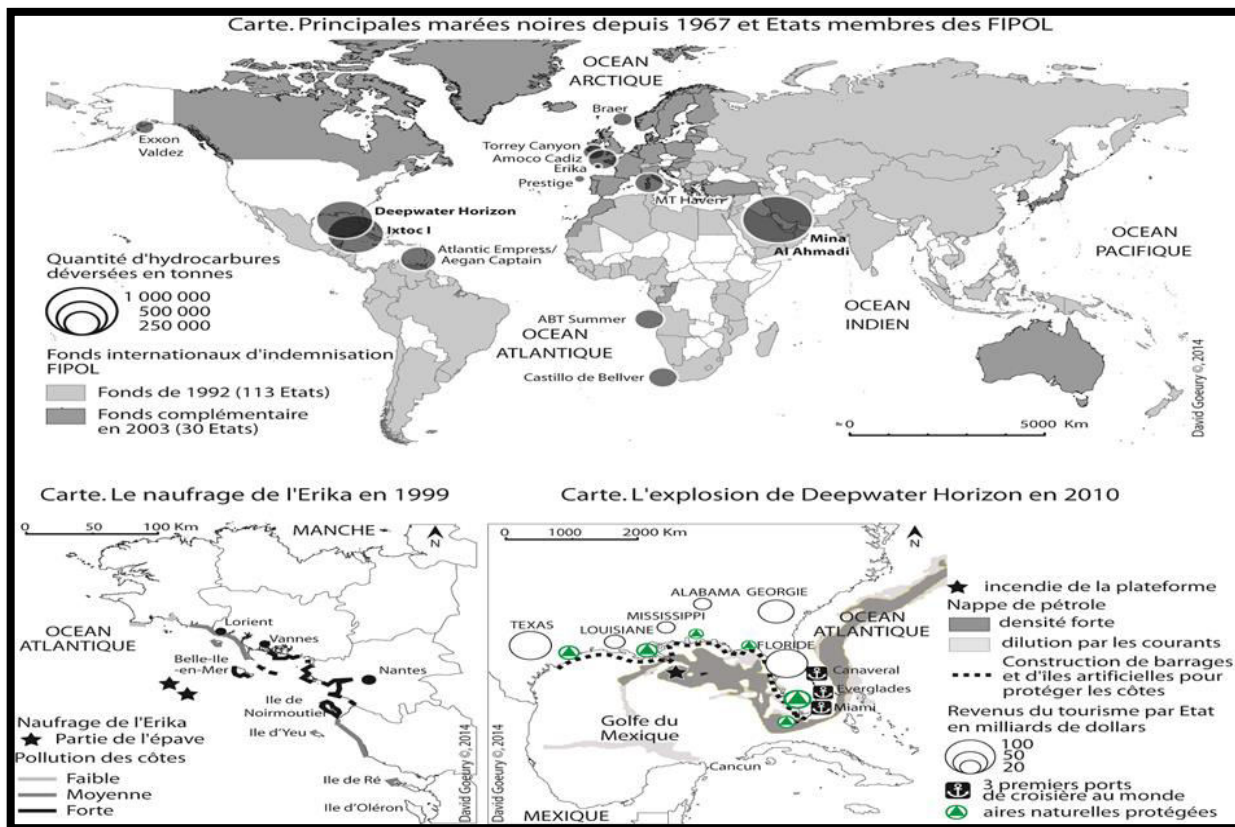 Carte. Principales marées noires depuis 1967 et Etats membres des FIPOL
OCEAN
ARCTIQUE
Exxon
Valdez
Braer
Torrey Canyon
Amoco Cadiz
Erika
Prestige
MT Haven
Deepwater Horizon
Ixtoc I
Atlantic Empress/
Aegan Captain
Mina
Al Ahmadi
OCEAN
PACIFIQUE
OCEAN
INDIEN
ABT Summer
OCEAN
ATLANTIQUE
Castillo de Bellver
Quantité d'hydrocarbures
déversées en tonnes
1 000 000
500 000
250 000
Fonds internationaux d'indemnisation
FIPOL
Fonds de 1992 (113 Etats)
Fonds complémentaire
en 2003 (30 Etats)
0 5000 Km
David Goeury ©, 2014
Carte. Le naufrage de l'Erika en 1999
0 50 100 Km
MANCHE
N
OCEAN
ATLANTIQUE
Lorient
Vannes
Belle-Ile
-en-Mer
Nantes
Ile de
Noirmoutier
Ile d'Yeu
Ile de Ré
Ile d'Oléron
Naufrage de l'Erika
Partie de l'épave
Pollution des côtes
Faible
Moyenne
Forte
David Goeury ©, 2014
Carte. L'explosion de Deepwater Horizon en 2010
0 1000 2000 Km
N
ALABAMA
GEORGIE
MISSISSIPPI
TEXAS
LOUISIANE
OCEAN
ATLANTIQUE
FLORIDE
Canaveral
Everglades
Miami
Golfe du
Mexique
Cancun
MEXIQUE
David Goeury ©, 2014
incendie de la plateforme
Nappe de pétrole
densité forte
dilution par les courants
Construction de barrages
et d'îles artificielles pour
protéger les côtes
Revenus du tourisme par Etat
en milliards de dollars
100
50
20
3 premiers ports
de croisière au monde
aires naturelles protégées